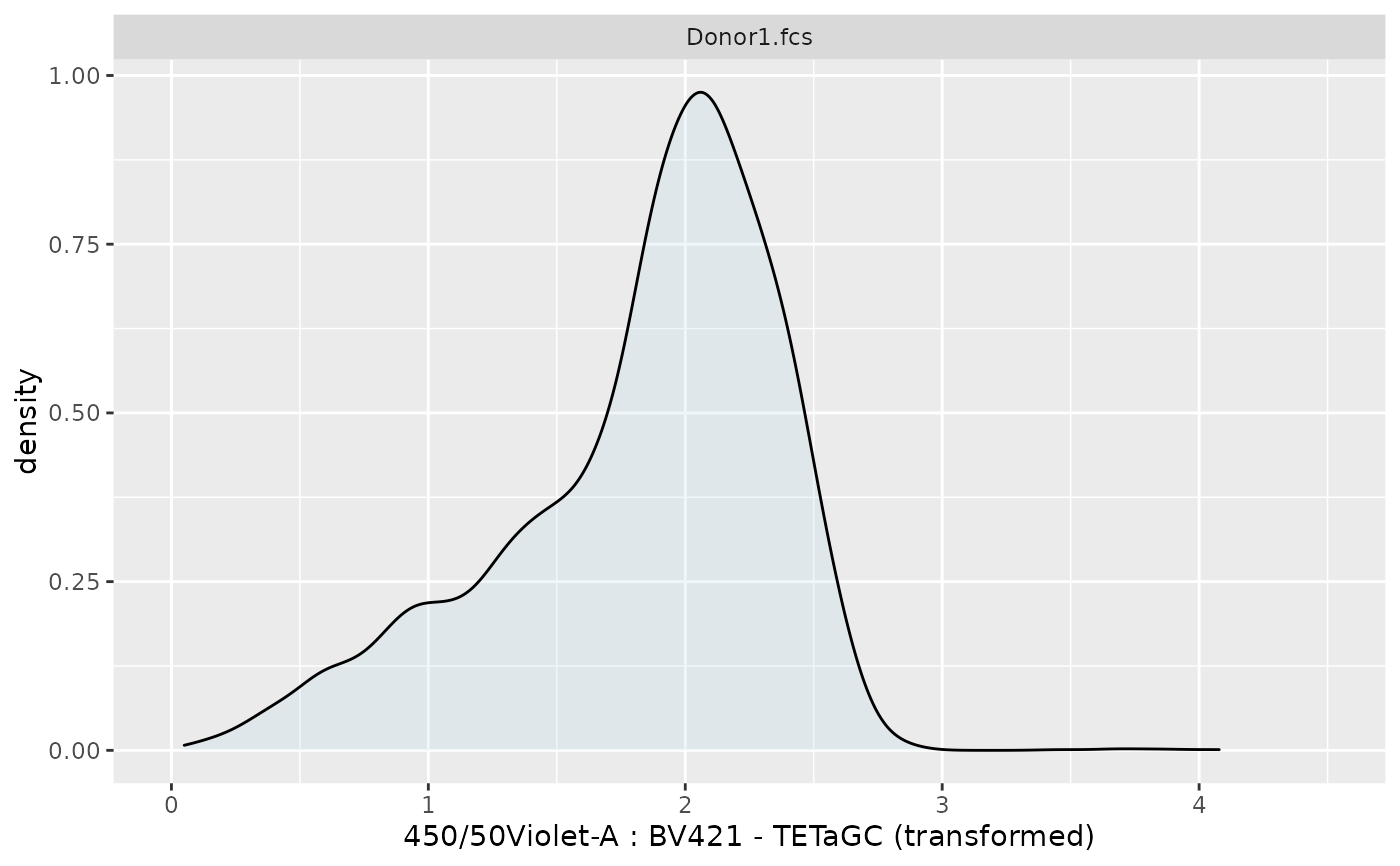 Donor1.fcs
1.00
0.75
0.50
0.25
0.00
density
0 1 2 3 4
450/50Violet-A : BV421 - TETaGC (transformed)